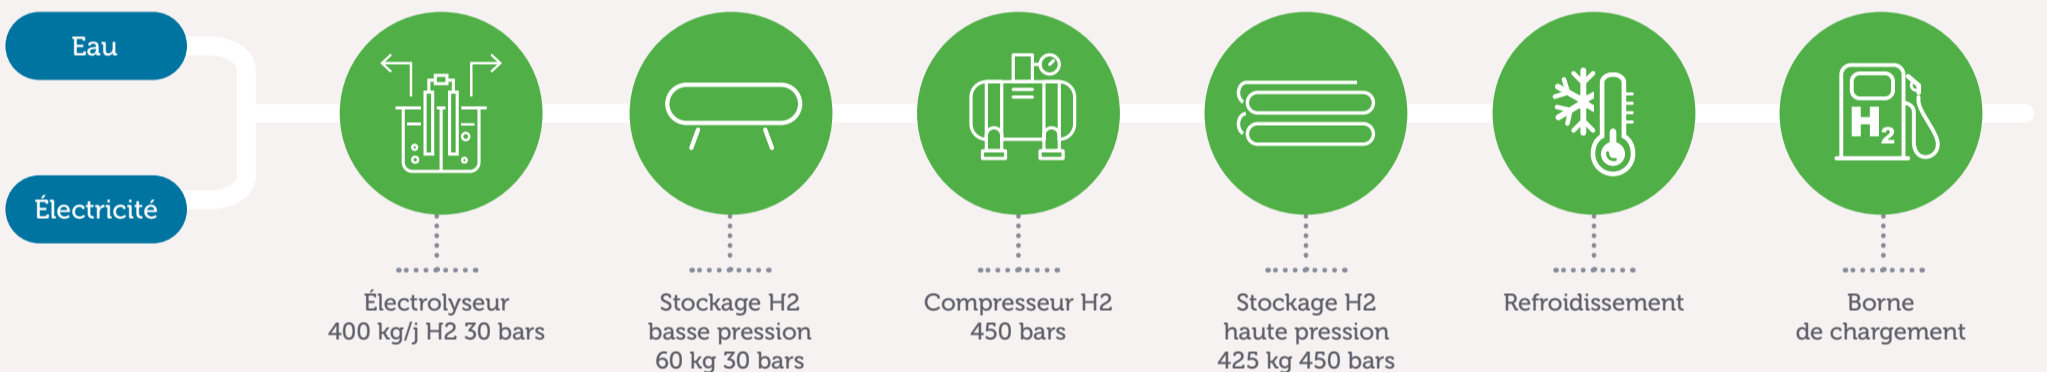 Eau
Électricité
H2
Électrolyseur
400 kg/j H2 30 bars
Stockage H2
basse pression
60 kg 30 bars
Compresseur H2
450 bars
Stockage H2
haute pression
425 kg 450 bars
Refroidissement
Borne
de chargement